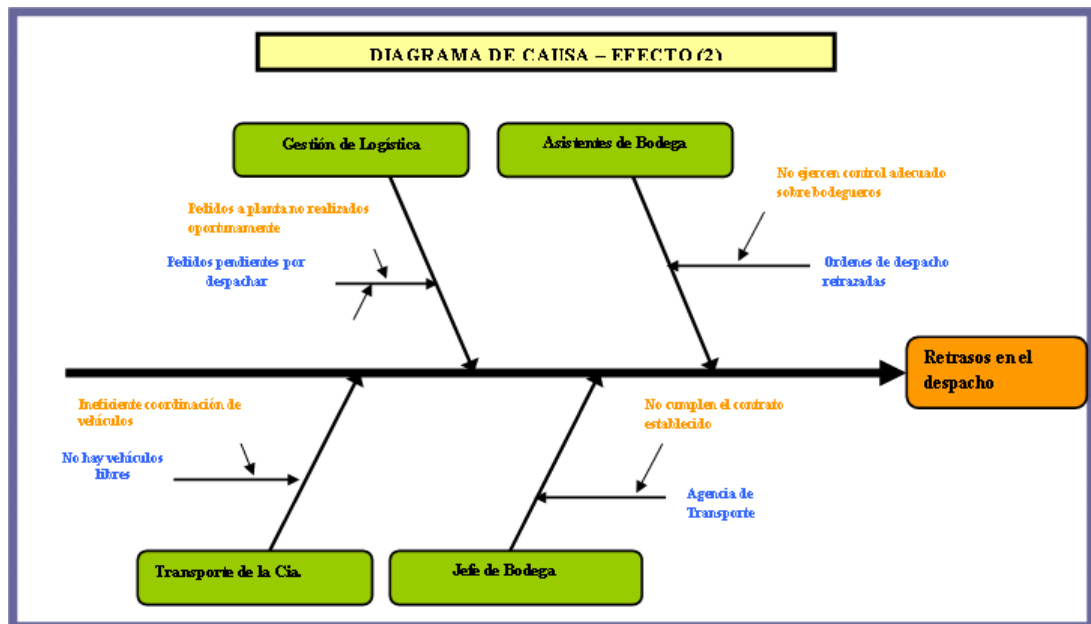 DIAGRAMA DE CAUSA – EFECTO (2)
Gestión de Logística
Asistentes de Bodega
No ejercen control adecuado
sobre bodegueros
Pedidos a planta no realizados
oportunamente
Pedidos pendientes por
despachar
Ordenes de despacho
retrazadas
Retrasos en el
despacho
Ineficiente coordinación de
vehículos
No hay vehículos
libres
No cumplen el contrato
establecido
Agencia de
Transporte
Transporte de la Cia.
Jefe de Bodega